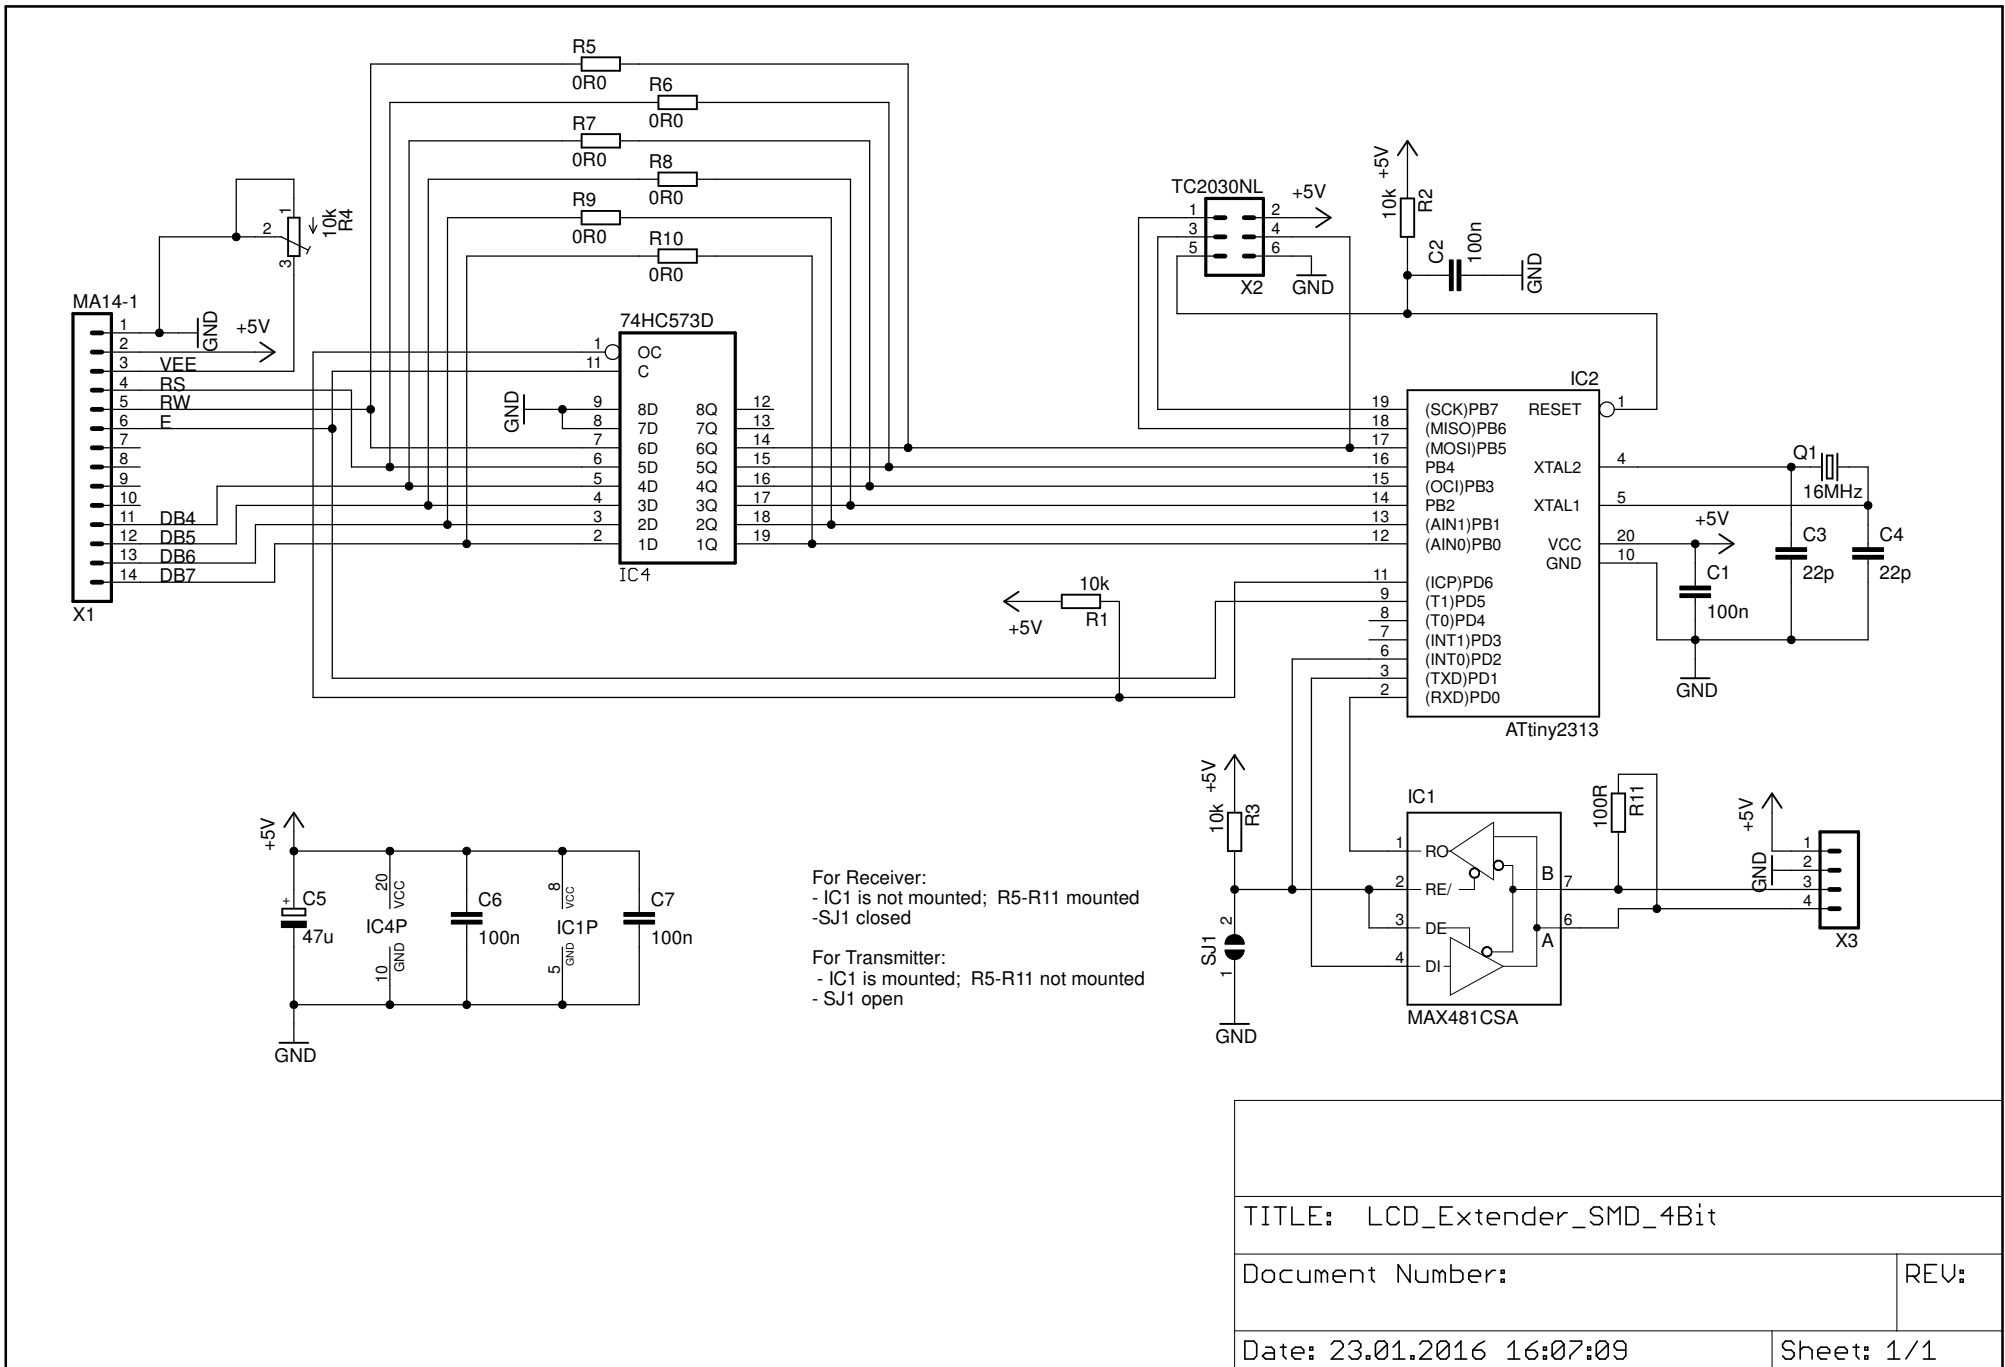 R5
0R0
R6
0R0
R7
0R0
R8
0R0
R9
0R0
R10
0R0
1
2
3
10k
R4
MA14-1
1
2
3
4
5
6
7
8
9
10
11
12
13
14
VEE
RS
RW
E
DB4
DB5
DB6
DB7
X1
GND
+5V
74HC573D
1 OC
11 C
9 8D 8Q 12
8 7D 7Q 13
7 6D 6Q 14
6 5D 5Q 15
5 4D 4Q 16
4 3D 3Q 17
3 2D 2Q 18
2 1D 1Q 19
IC4
GND
TC2030NL
1 2
3 4
5 6
X2
+5V
GND
+5V
10k
R2
C2
100n
GND
IC2
19 (SCK)PB7 RESET 1
18 (MISO)PB6
17 (MOSI)PB5
16 PB4 XTAL2 4
15 (OCI)PB3
14 PB2 XTAL1 5
13 (AIN1)PB1
12 (AIN0)PB0 VCC 20
GND 10
11 (ICP)PD6
9 (T1)PD5
8 (T0)PD4
7 (INT1)PD3
6 (INT0)PD2
3 (TXD)PD1
2 (RXD)PD0
ATtiny2313
Q1
16MHz
+5V
C3
22p
C4
22p
C1
100n
GND
10k
R1
+5V
+5V
C5
+
47u
20
VCC
IC4P
10
GND
C6
100n
8
VCC
IC1P
5
GND
C7
100n
GND
For Receiver:
- IC1 is not mounted; R5-R11 mounted
-SJ1 closed
For Transmitter:
- IC1 is mounted; R5-R11 not mounted
- SJ1 open
+5V
10k
R3
SJ1
2
1
GND
IC1
1 RO
2 RE/
3 DE
4 DI
B 7
A 6
MAX481CSA
100R
R11
+5V
GND
1
2
3
4
X3
TITLE: LCD_Extender_SMD_4Bit
Document Number:
REV:
Date: 23.01.2016 16:07:09
Sheet: 1/1